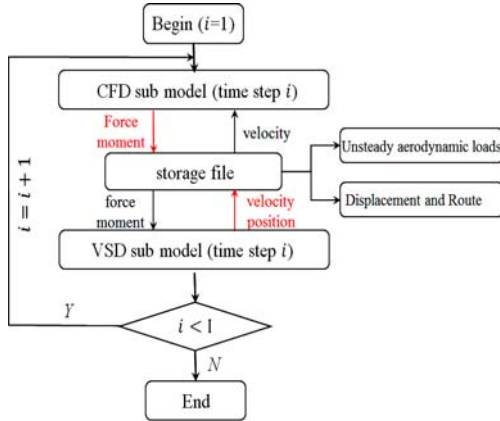 Begin (i=1)
CFD sub model (time step i)
Force
moment
velocity
storage file
Unsteady aerodynamic loads
Displacement and Route
force
moment
velocity
position
VSD sub model (time step i)
i = i + 1
Y
i < 1
N
End